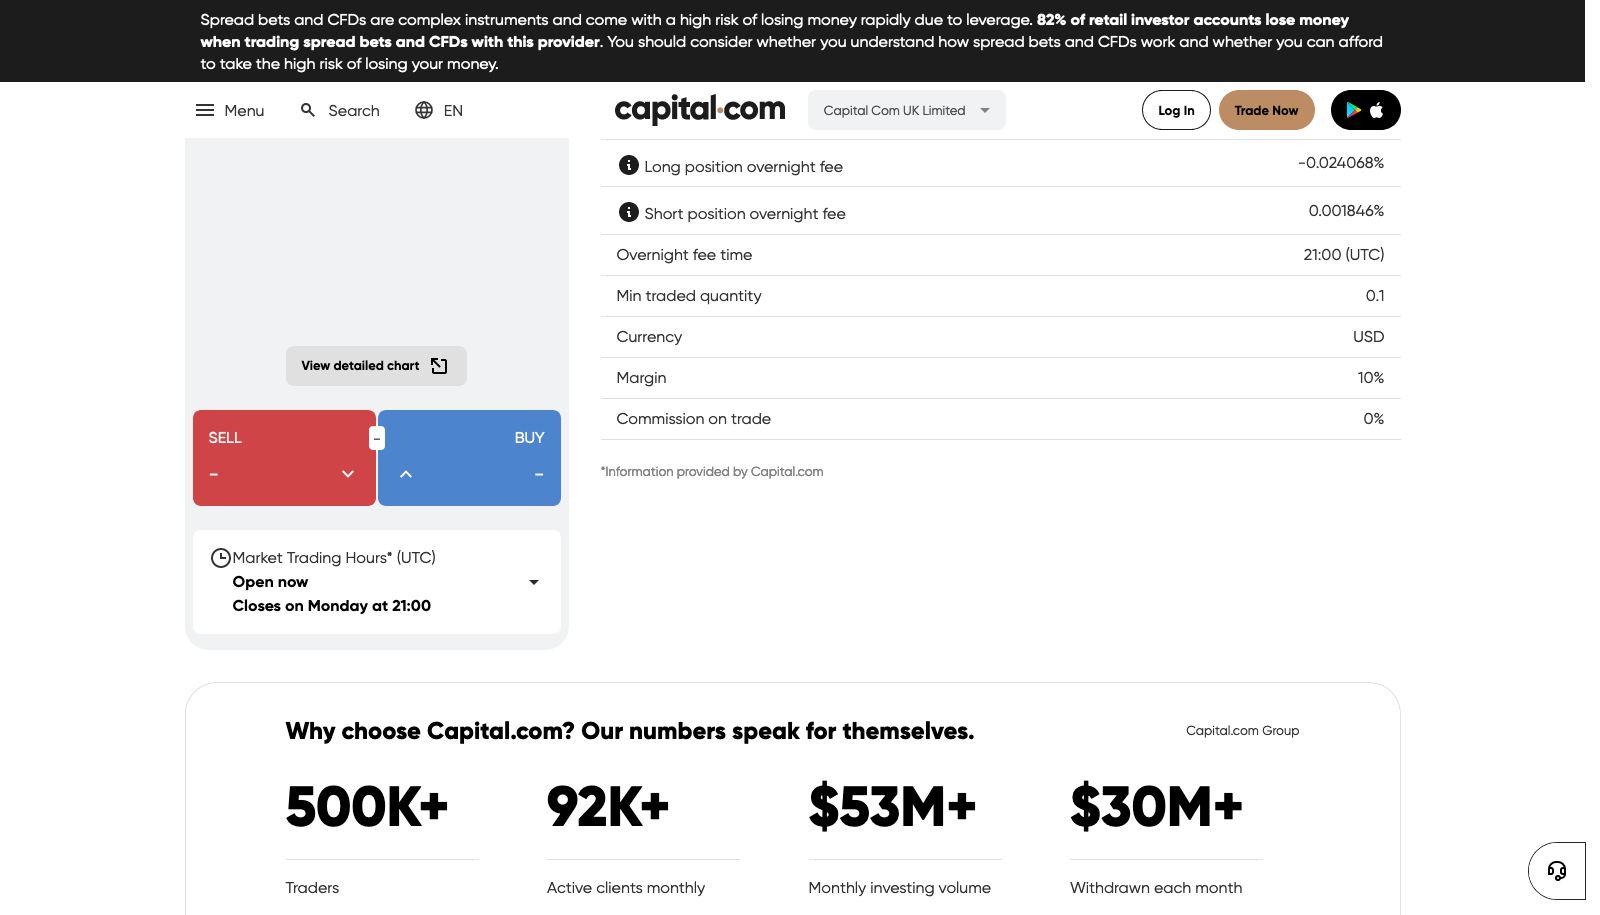 Spread bets and CFDs are complex instruments and come with a high risk of losing money rapidly due to leverage. 82% of retail investor accounts lose money
when trading spread bets and CFDs with this provider. You should consider whether you understand how spread bets and CFDs work and whether you can afford
to take the high risk of losing your money.
Menu Search EN capital.com Capital Com UK Limited Log In Trade Now
Long position overnight fee -0.024068%
Short position overnight fee 0.001846%
Overnight fee time 21:00 (UTC)
Min traded quantity 0.1
Currency USD
Margin 10%
Commission on trade 0%
*Information provided by Capital.com
View detailed chart
SELL - BUY
- -
Market Trading Hours* (UTC)
Open now
Closes on Monday at 21:00
Why choose Capital.com? Our numbers speak for themselves. Capital.com Group
500K+ 92K+ $53M+ $30M+
Traders Active clients monthly Monthly investing volume Withdrawn each month